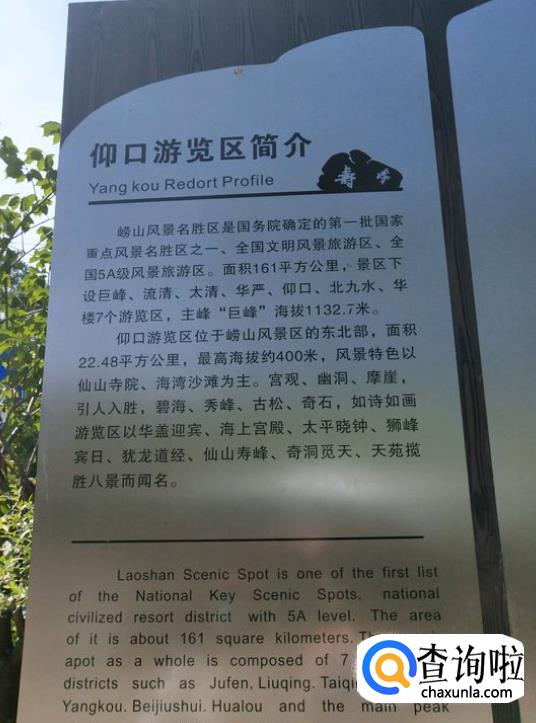 仰口游览区简介
Yang kou Redort Profile
寿
崂山风景名胜区是国务院确定的第一批国家
重点风景名胜区之一、全国文明风景旅游区、全
国5A级风景旅游区。面积161平方公里，景区下
设巨峰、流清、太清、华严、仰口、北九水、华
楼7个游览区，主峰“巨峰”海拔1132.7米。
仰口游览区位于崂山风景区的东北部，面积
22.48平方公里，最高海拔约400米，风景特色以
仙山寺院、海湾沙滩为主。宫观、幽洞、摩崖，
引人入胜，碧海、秀峰、古松、奇石，如诗如画
游览区以华盖迎宾、海上宫殿、太平晓钟、狮峰
宾日、犹龙道经、仙山寿峰、奇洞觅天、天苑揽
胜八景而闻名。
Laoshan Scenic Spot is one of the first list
of the National Key Scenic Spots, national
civilized resort district with 5A level. The area
of it is about 161 square kilometers.
apot as a whole is composed of 7
districts such as Jufen, Liuqing. Taiqi
Yangkou. Beijiushui. Hualou and the main peak
查询啦
chaxunla.com